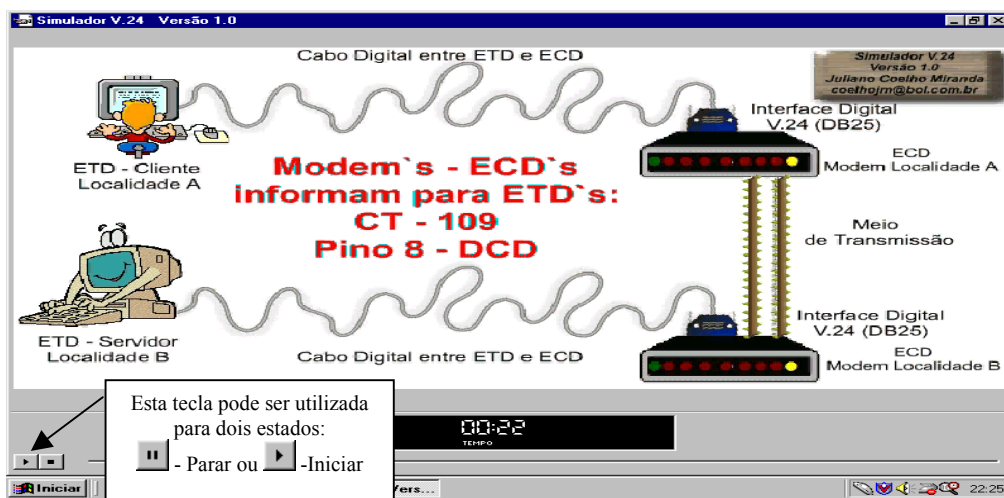 Simulador V.24 Versão 1.0
Cabo Digital entre ETD e ECD
Simulador V.24
Versão 1.0
Juliano Coelho Miranda
coelhojm@bol.com.br
Interface Digital
V.24 (DB25)
ECD
Modem Localidade A
ETD - Cliente
Localidade A
Modem`s - ECD`s
informam para ETD`s:
CT - 109
Pino 8 - DCD
Meio
de Transmissão
ETD - Servidor
Localidade B
Cabo Digital entre ETD e ECD
Interface Digital
V.24 (DB25)
ECD
Modem Localidade B
Esta tecla pode ser utilizada
para dois estados:
- Parar ou -Iniciar
00:22
TEMPO
Iniciar
fers...
22:25